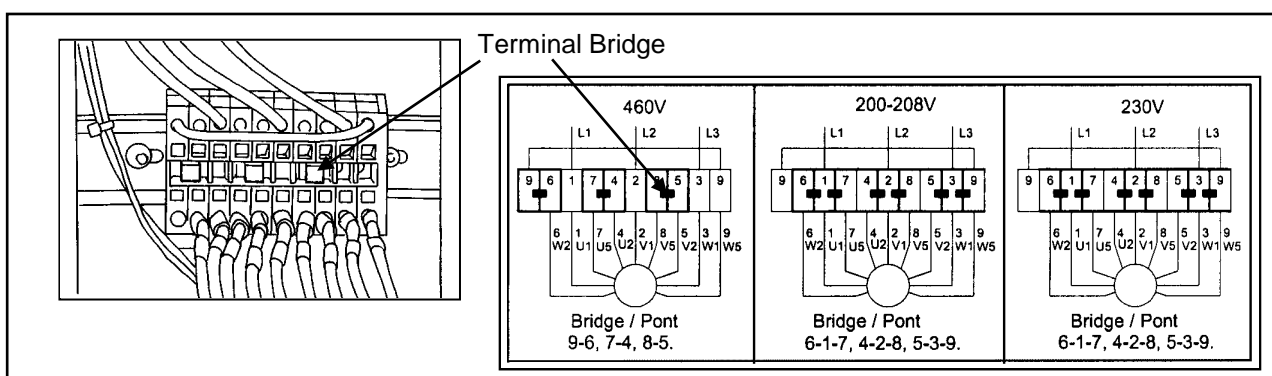 Terminal Bridge
460V
L1 L2 L3
9 6 1 7 4 2 8 5 3 9
6 1 7 4 2 8 5 3 9
W2 U1 U5 U2 V1 V5 V2 W1 W5
Bridge / Pont
9-6, 7-4, 8-5.
200-208V
L1 L2 L3
9 6 1 7 4 2 8 5 3 9
6 1 7 4 2 8 5 3 9
W2 U1 U5 U2 V1 V5 V2 W1 W5
Bridge / Pont
6-1-7, 4-2-8, 5-3-9.
230V
L1 L2 L3
9 6 1 7 4 2 8 5 3 9
6 1 7 4 2 8 5 3 9
W2 U1 U5 U2 V1 V5 V2 W1 W5
Bridge / Pont
6-1-7, 4-2-8, 5-3-9.